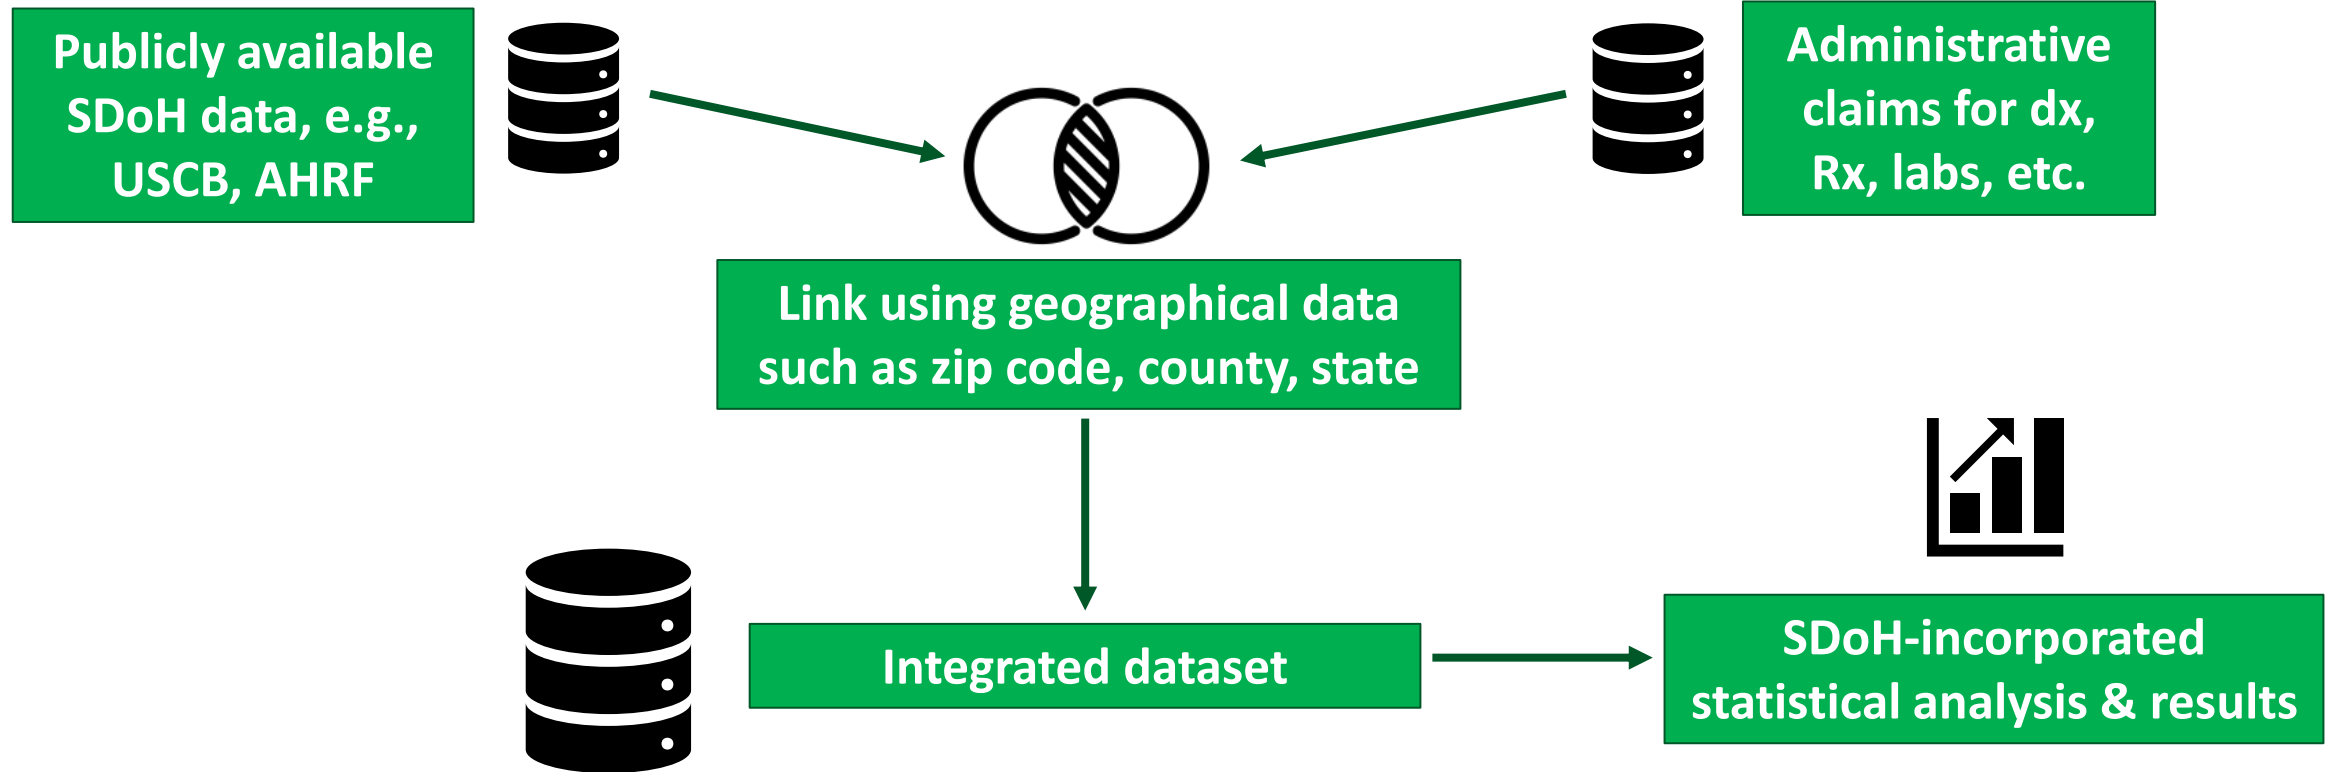 Publicly available
SDoH data, e.g.,
USCB, AHRF
Administrative
claims for dx,
Rx, labs, etc.
Link using geographical data
such as zip code, county, state
Integrated dataset
SDoH-incorporated
statistical analysis & results